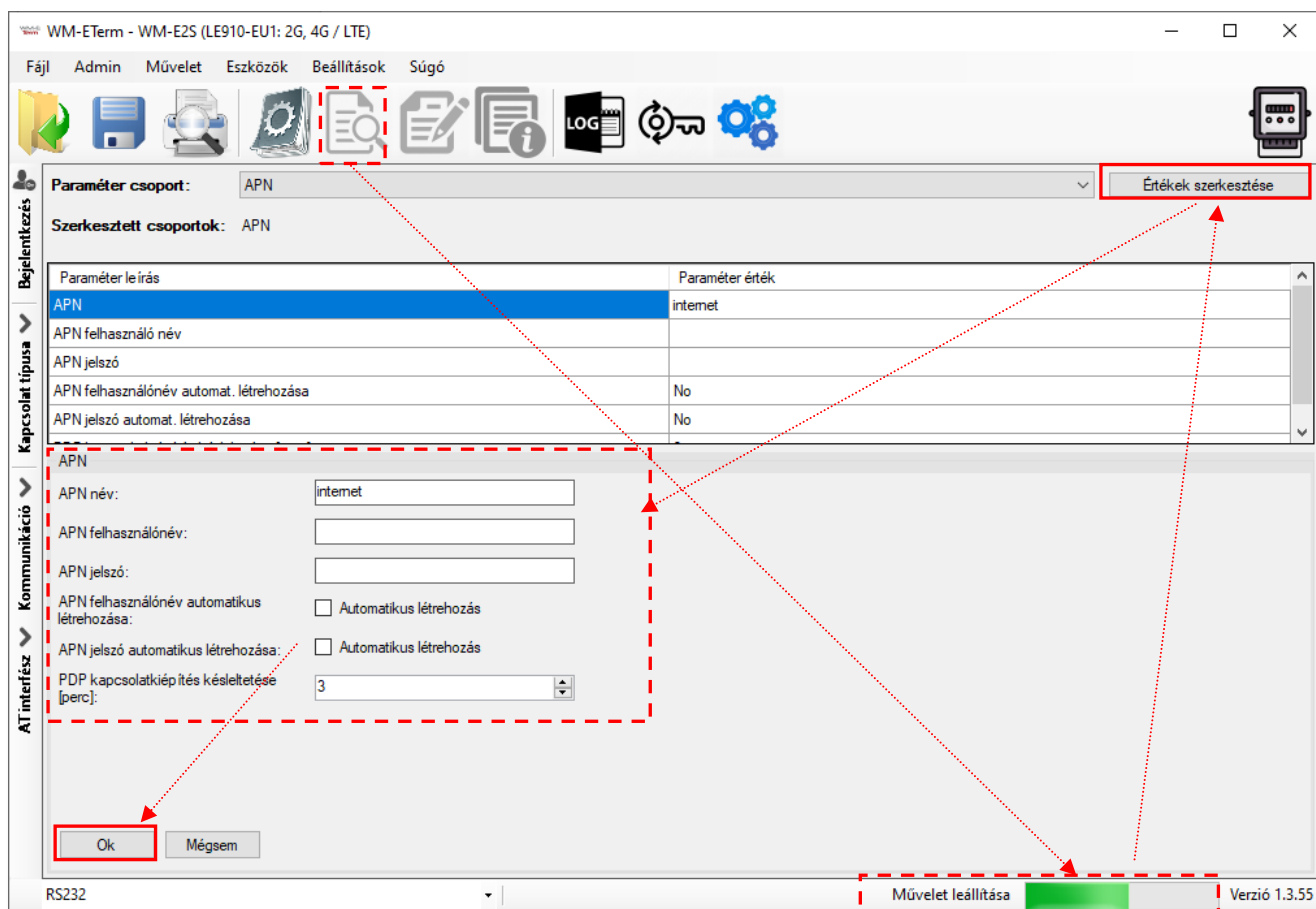 WM-ETerm - WM-E2S (LE910-EU1: 2G, 4G / LTE)
Fájl Admin Művelet Eszközök Beállítások Súgó
LOG
Bejelentkezés
Kapcsolat típusa
Kommunikáció
AT interfész
Paraméter csoport: APN Értékek szerkesztése
Szerkesztett csoportok: APN
Paraméter leírás Paraméter érték
APN internet
APN felhasználó név
APN jelszó
APN felhasználónév automat. létrehozása No
APN jelszó automat. létrehozása No
APN
APN név: internet
APN felhasználónév:
APN jelszó:
APN felhasználónév automatikus
létrehozása: Automatikus létrehozás
APN jelszó automatikus létrehozása: Automatikus létrehozás
PDP kapcsolatkiépítés késleltetése
[perc]: 3
Ok Mégsem
RS232 Művelet leállítása Verzió 1.3.55